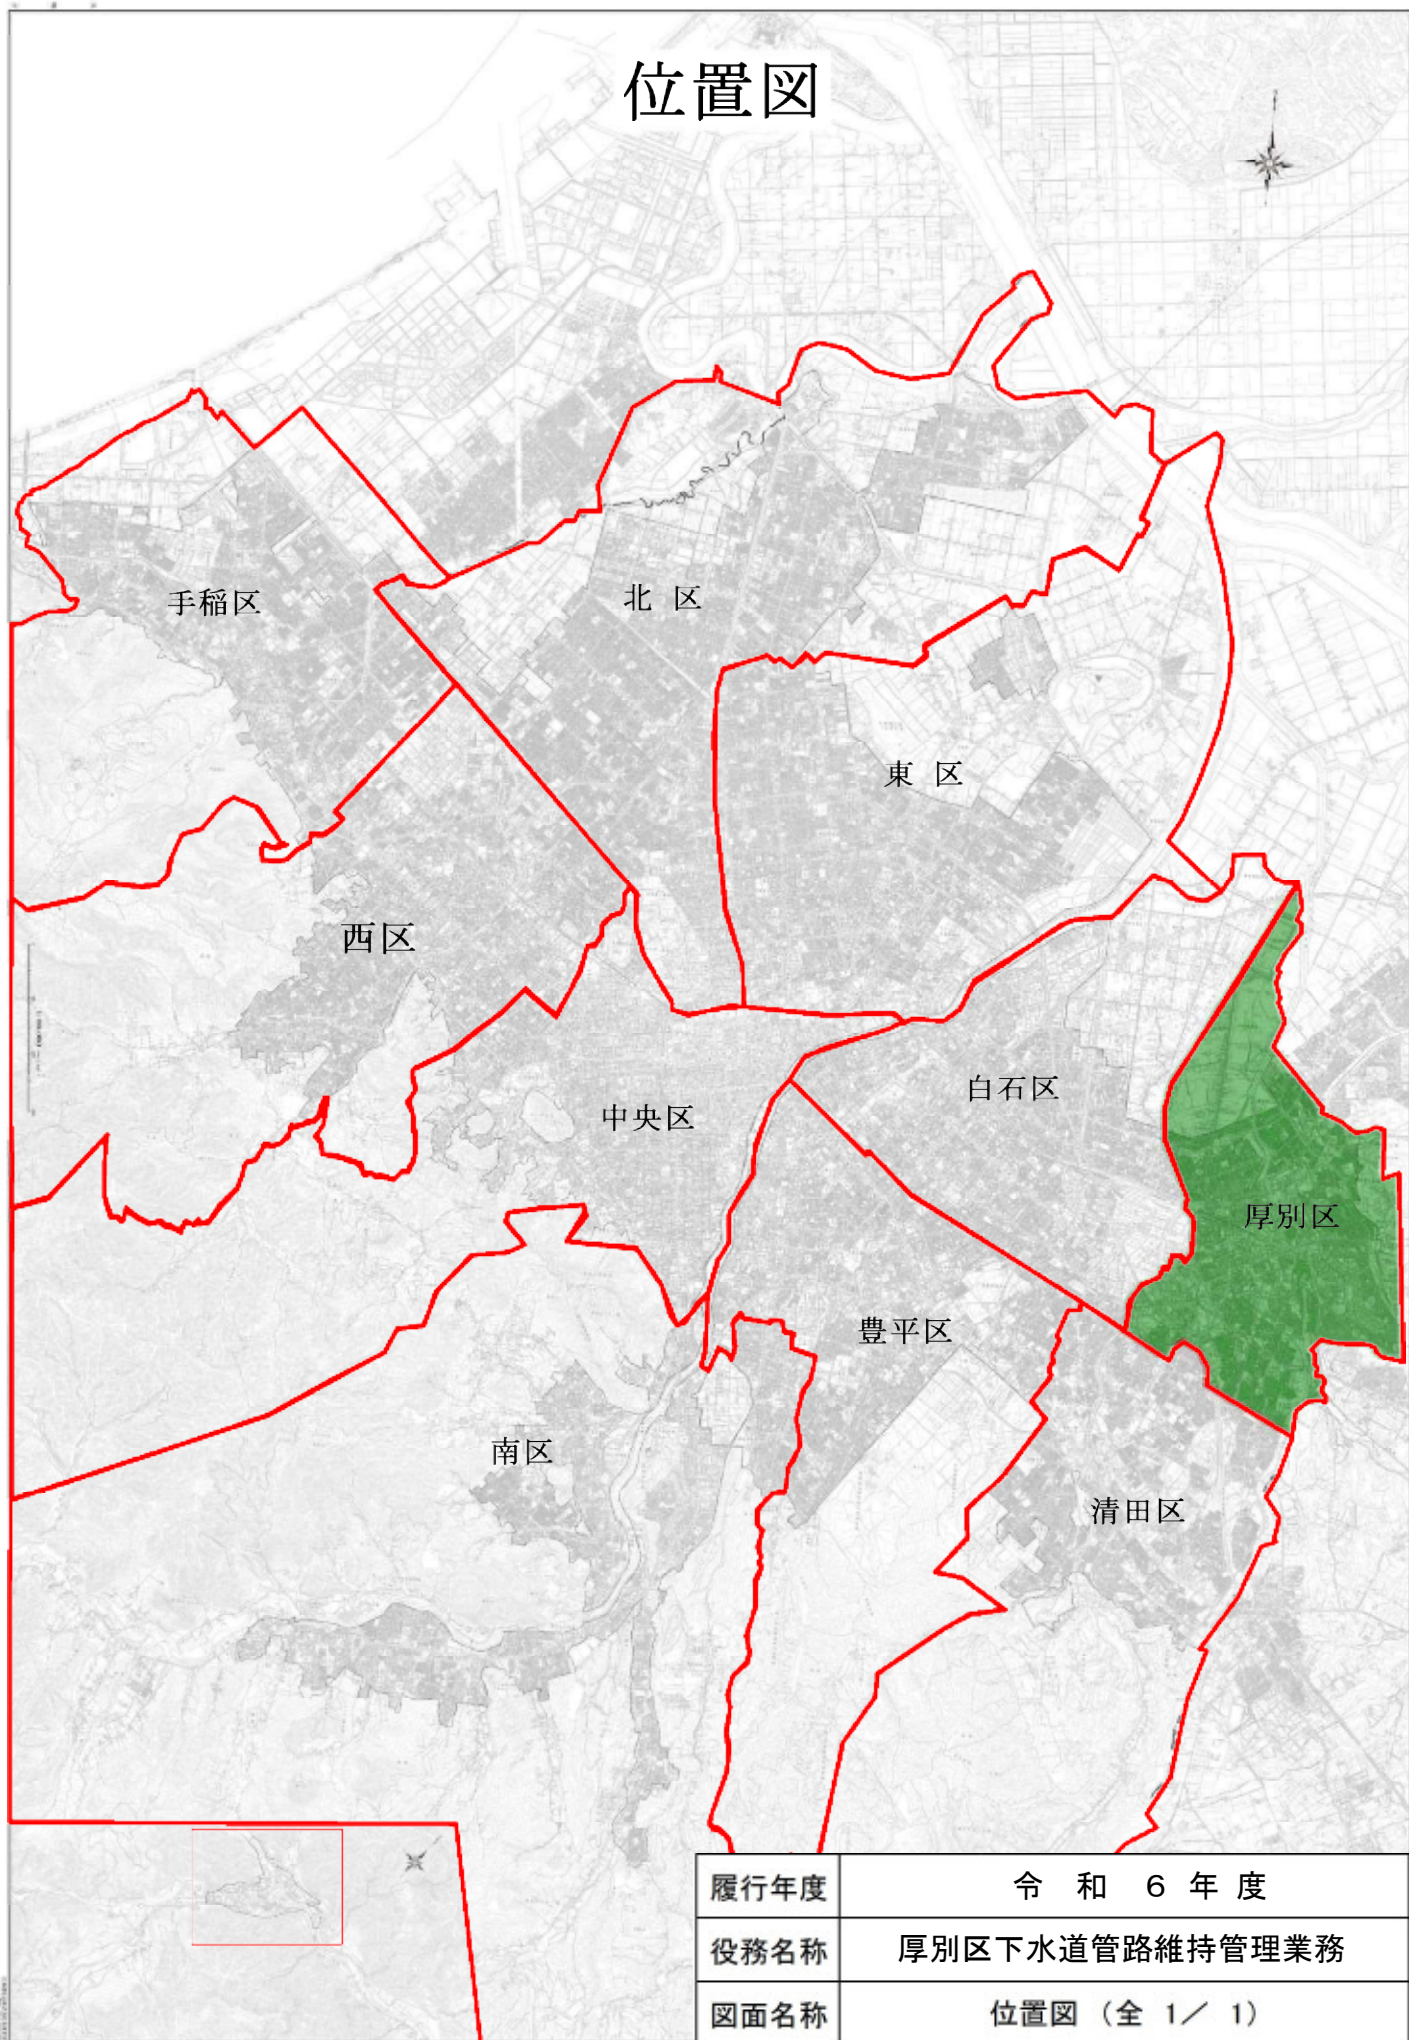 位置図
手稲区
北 区
東 区
西区
白石区
中央区
厚別区
豊平区
南区
清田区
履行年度 令 和 6 年 度
役務名称 厚別区下水道管路維持管理業務
図面名称 位置図（全 1／ 1）